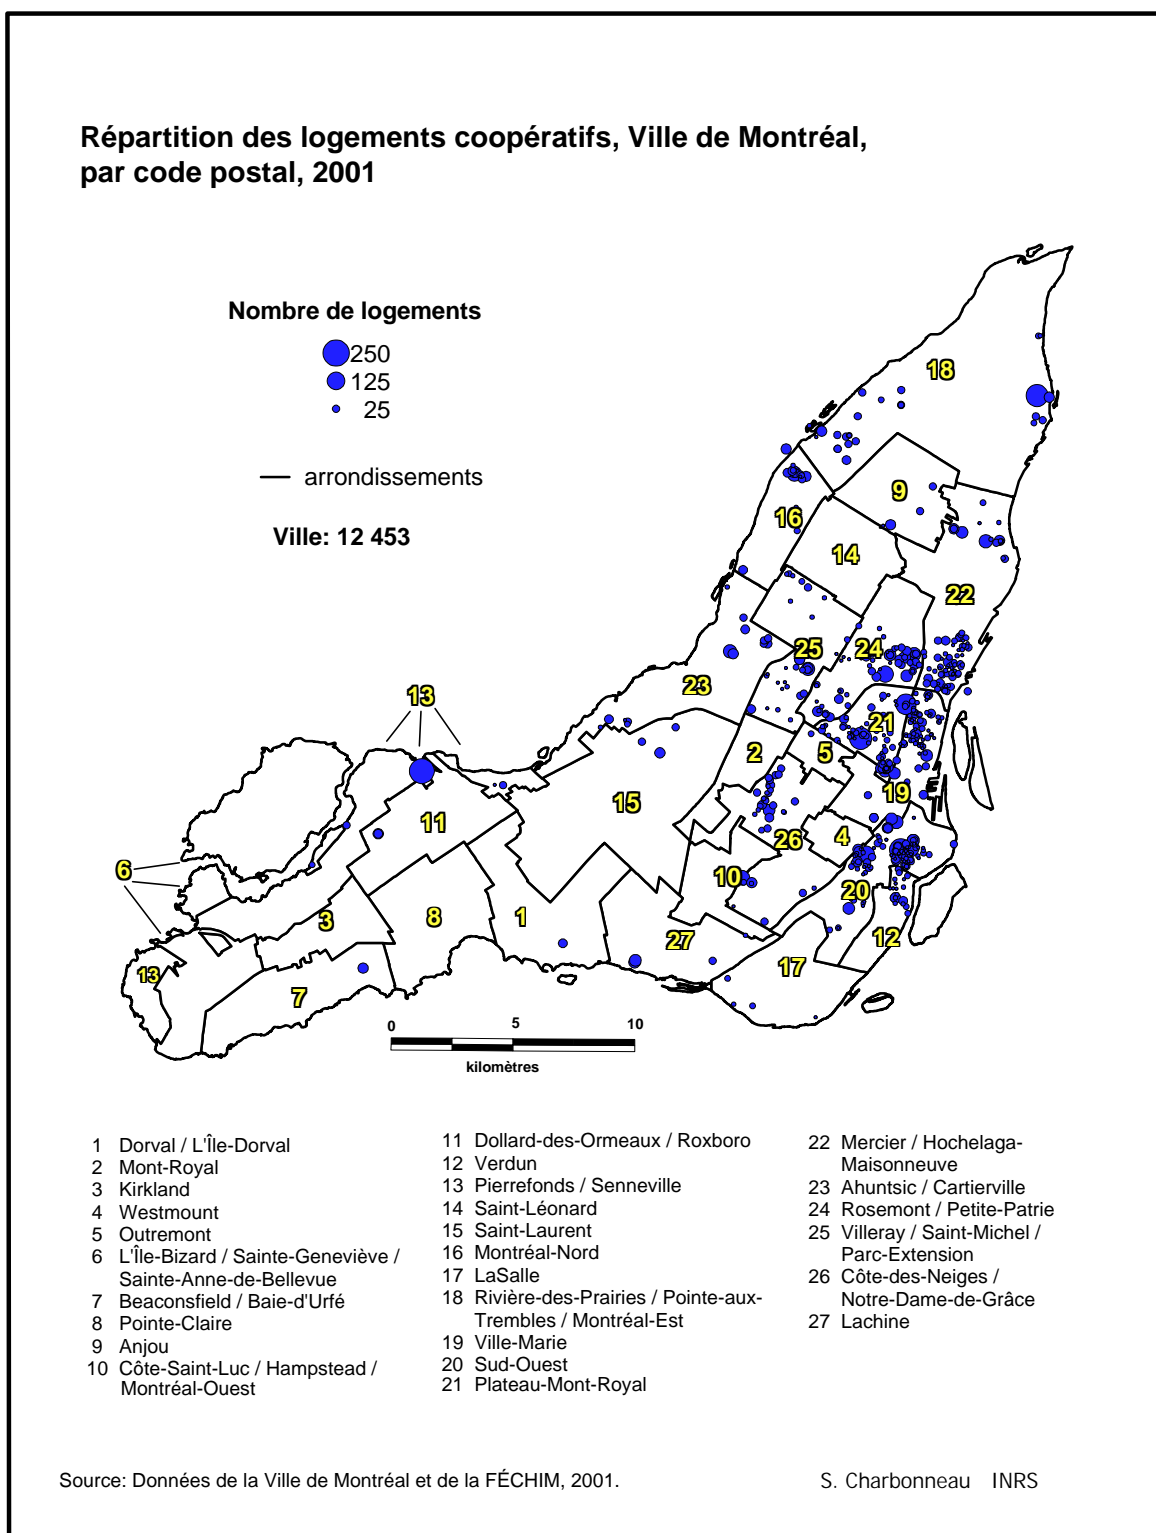 Répartition des logements coopératifs, Ville de Montréal,
par code postal, 2001
Nombre de logements
250
125
25
arrondissements
Ville: 12 453
18
9
16
14
22
25
24
23
21
13
2
5
15
19
11
26
4
6
10
20
3
8
1
27
12
17
13
7
0 5 10
kilomètres
1 Dorval / L'Île-Dorval
2 Mont-Royal
3 Kirkland
4 Westmount
5 Outremont
6 L'Île-Bizard / Sainte-Geneviève /
Sainte-Anne-de-Bellevue
7 Beaconsfield / Baie-d'Urfé
8 Pointe-Claire
9 Anjou
10 Côte-Saint-Luc / Hampstead /
Montréal-Ouest
11 Dollard-des-Ormeaux / Roxboro
12 Verdun
13 Pierrefonds / Senneville
14 Saint-Léonard
15 Saint-Laurent
16 Montréal-Nord
17 LaSalle
18 Rivière-des-Prairies / Pointe-aux-
Trembles / Montréal-Est
19 Ville-Marie
20 Sud-Ouest
21 Plateau-Mont-Royal
22 Mercier / Hochelaga-
Maisonneuve
23 Ahuntsic / Cartierville
24 Rosemont / Petite-Patrie
25 Villeray / Saint-Michel /
Parc-Extension
26 Côte-des-Neiges /
Notre-Dame-de-Grâce
27 Lachine
Source: Données de la Ville de Montréal et de la FÉCHIM, 2001.
S. Charbonneau INRS